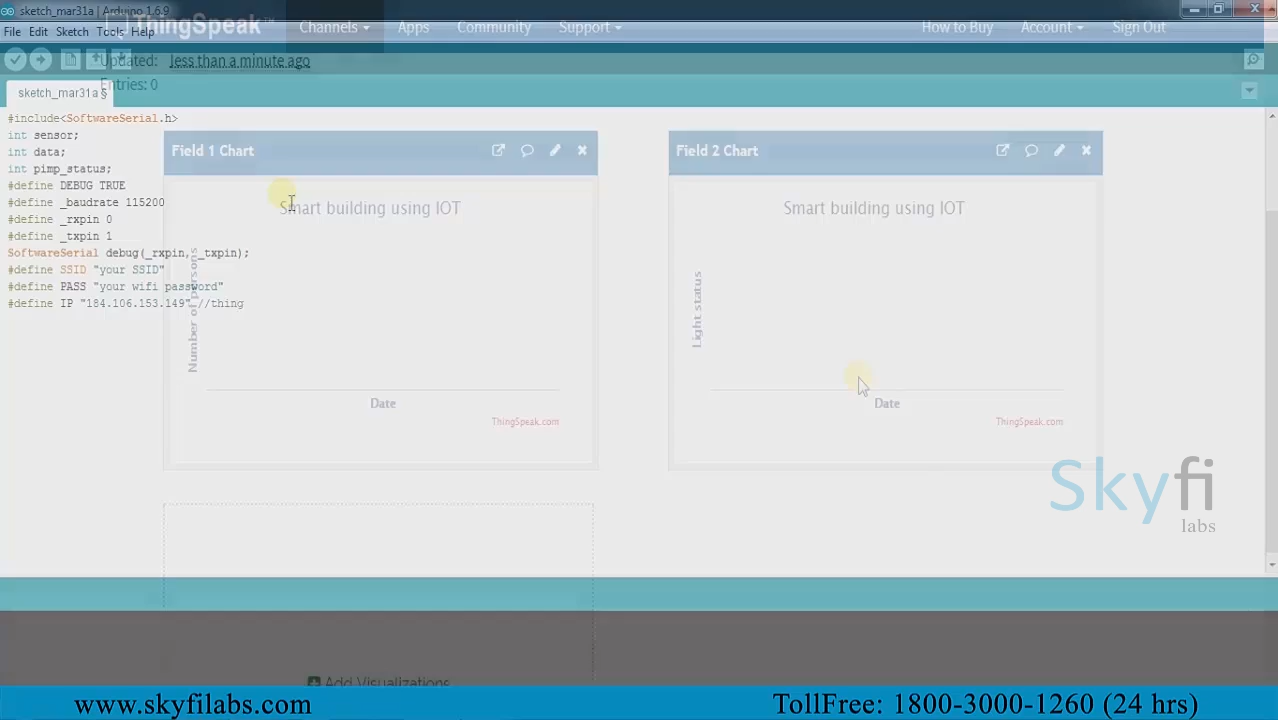 sketch_mar31a | Arduino 1.6.9
ThingSpeak™ Channels Apps Community Support How to Buy Account Sign Out
File Edit Sketch Tools Help
Updated: less than a minute ago
Entries: 0
sketch_mar31a §
#include<SoftwareSerial.h>
int sensor;
int data;
int pimp_status;
#define DEBUG TRUE
#define _baudrate 115200
#define _rxpin 0
#define _txpin 1
SoftwareSerial debug(_rxpin, _txpin);
#define SSID "your SSID"
#define PASS "your wifi password"
#define IP "184.106.153.149" //thing
Field 1 Chart
Smart building using IOT
Number of persons
Date
ThingSpeak.com
Field 2 Chart
Smart building using IOT
Light status
Date
ThingSpeak.com
Skyfi
labs
Add Visualizations
www.skyfilabs.com
TollFree: 1800-3000-1260 (24 hrs)